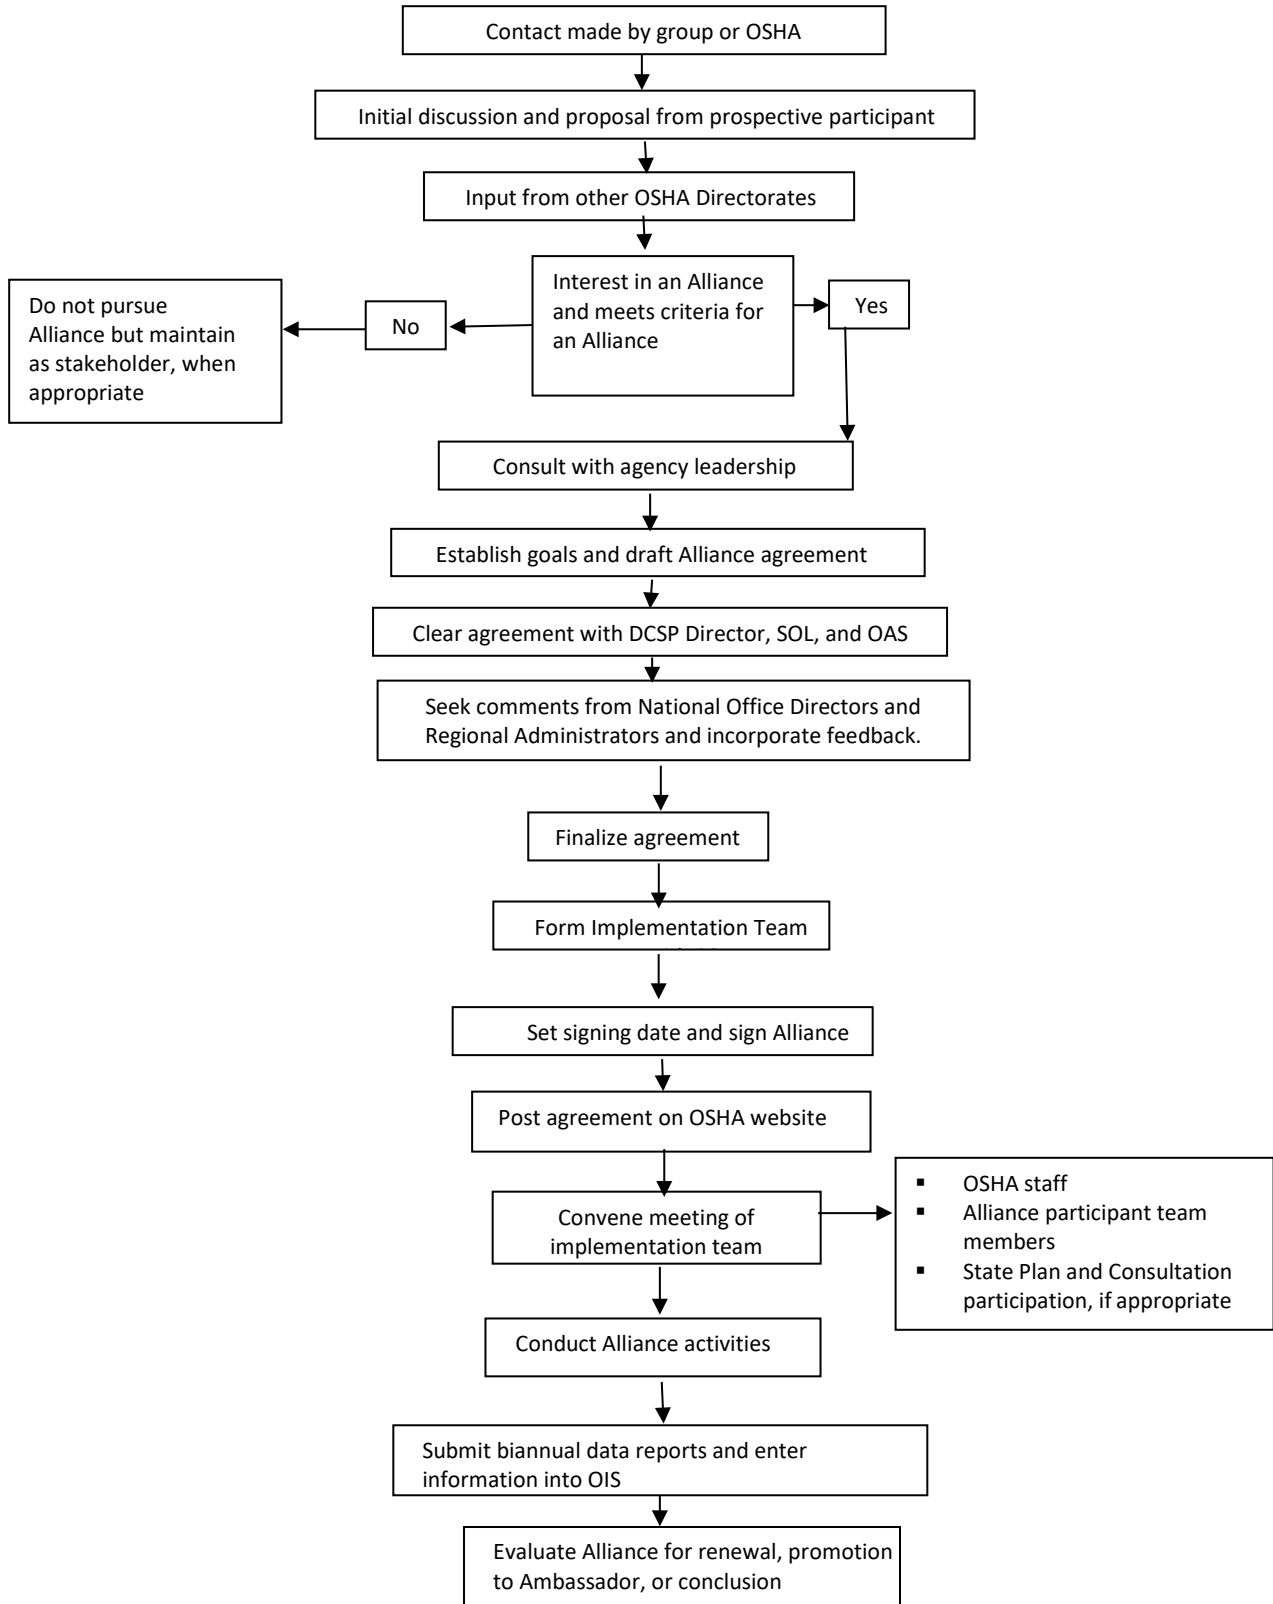 Contact made by group or OSHA
Initial discussion and proposal from prospective participant
Input from other OSHA Directorates
Interest in an Alliance
and meets criteria for
an Alliance
Yes
No
Do not pursue
Alliance but maintain
as stakeholder, when
appropriate
Consult with agency leadership
Establish goals and draft Alliance agreement
Clear agreement with DCSP Director, SOL, and OAS
Seek comments from National Office Directors and
Regional Administrators and incorporate feedback.
Finalize agreement
Form Implementation Team
Set signing date and sign Alliance
Post agreement on OSHA website
Convene meeting of
implementation team
▪ OSHA staff
▪ Alliance participant team
members
▪ State Plan and Consultation
participation, if appropriate
Conduct Alliance activities
Submit biannual data reports and enter
information into OIS
Evaluate Alliance for renewal, promotion
to Ambassador, or conclusion